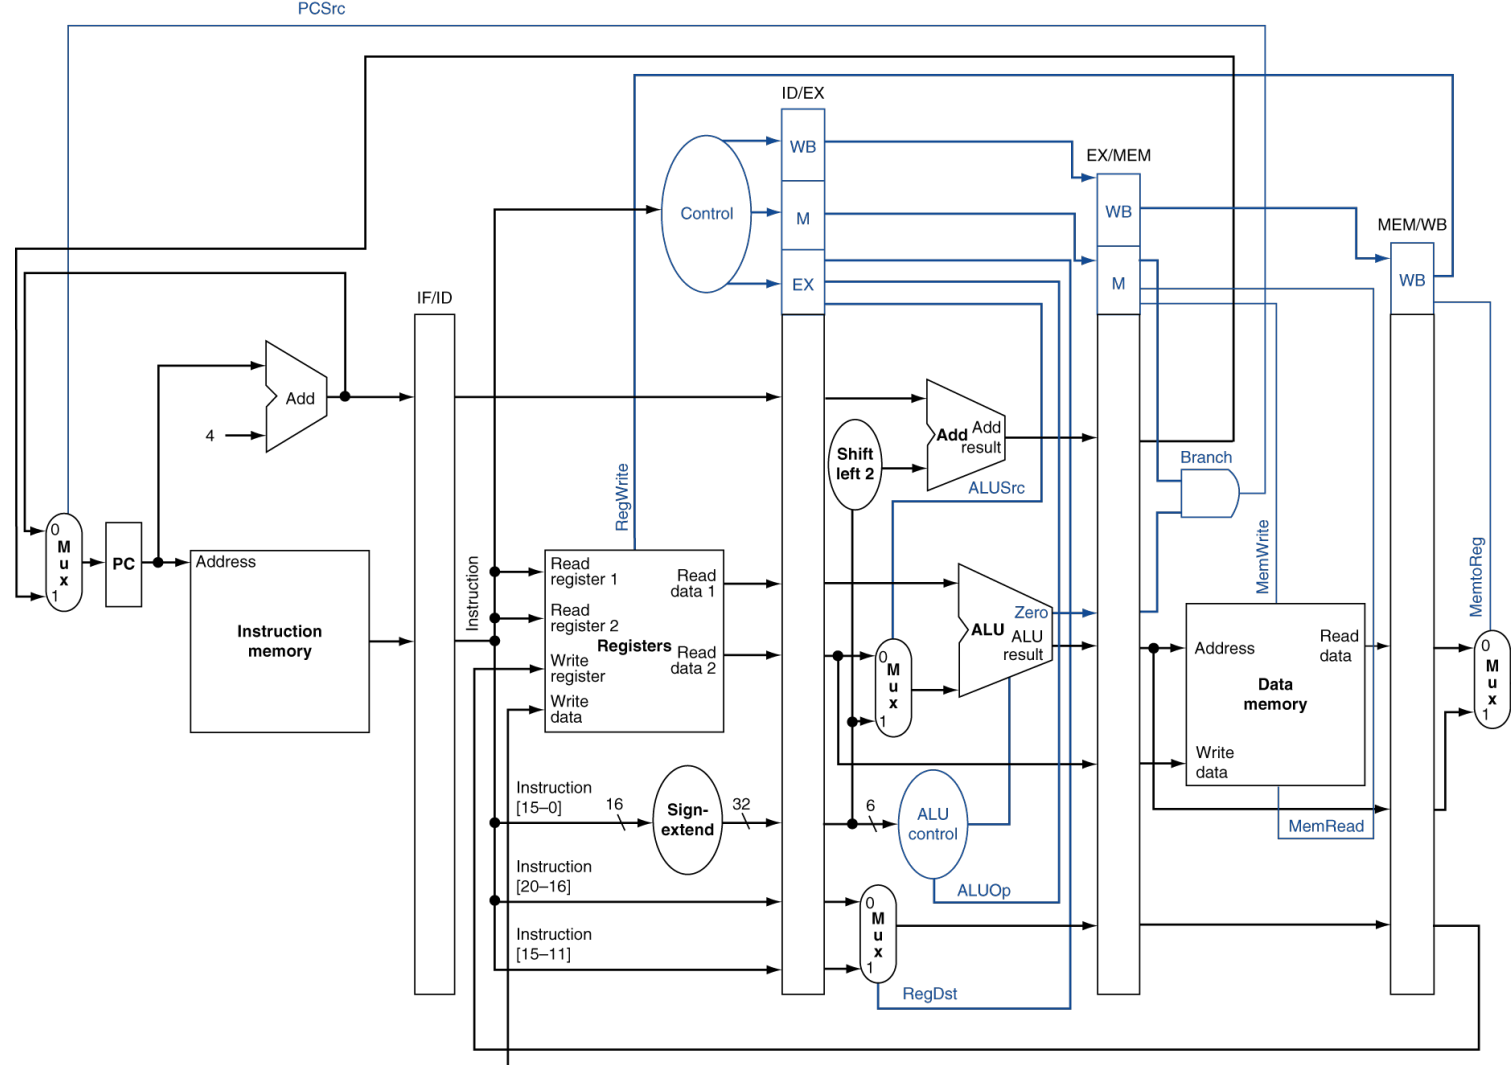 PCSrc
ID/EX
WB
EX/MEM
Control
M
WB
MEM/WB
EX
M
WB
IF/ID
Add
4
Add
Add
result
Shift
left 2
Branch
ALUSrc
RegWrite
MemWrite
MemtoReg
0
M
u
x
1
PC
Address
Instruction
memory
Instruction
Read
register 1
Read
register 2
Write
register
Write
data
Registers
Read
data 1
Read
data 2
Zero
ALU
ALU
result
0
M
u
x
1
Address
Read
data
Data
memory
Write
data
0
M
u
x
1
MemRead
Instruction
[15–0]
16
Sign-
extend
32
6
ALU
control
ALUOp
Instruction
[20–16]
Instruction
[15–11]
0
M
u
x
1
RegDst